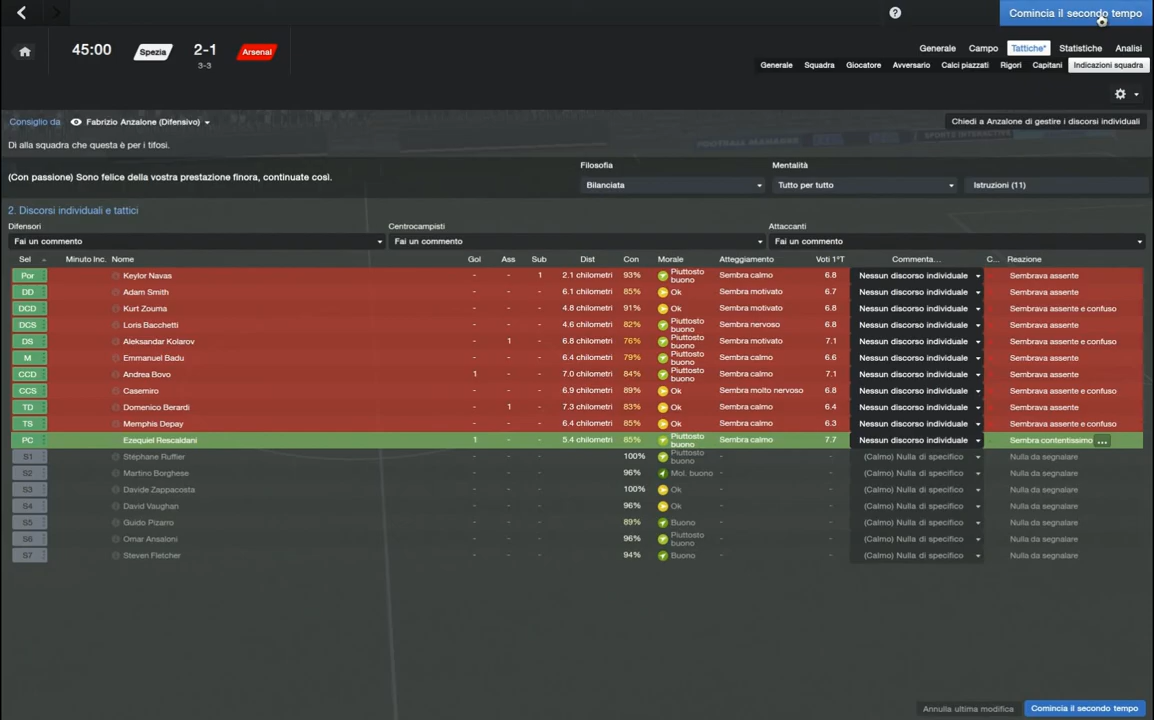 Comincia il secondo tempo
45:00 Spezia 2-1 Arsenal
3-3
Generale Campo Tattiche* Statistiche Analisi
Generale Squadra Giocatore Avversario Calci piazzati Rigori Capitani Indicazioni squadra
Consiglio da Fabrizio Anzalone (Difensivo) Chiedi a Anzalone di gestire i discorsi individuali
Dì alla squadra che questa è per i tifosi.
Filosofia Mentalità
(Con passione) Sono felice della vostra prestazione finora, continuate così. Bilanciata Tutto per tutto Istruzioni (11)
2. Discorsi individuali e tattici
Difensori Centrocampisti Attaccanti
Fai un commento Fai un commento Fai un commento
Sel Minuto Inc. Nome Gol Ass Sub Dist Con Morale Atteggiamento Voti 1°T Commenta... C... Reazione
Por Keylor Navas - - 1 2.1 chilometri 93% Piuttosto buono Sembra calmo 6.8 Nessun discorso individuale Sembrava assente
DD Adam Smith - - - 6.1 chilometri 85% Ok Sembra motivato 6.7 Nessun discorso individuale Sembrava assente
DCD Kurt Zouma - - - 4.8 chilometri 91% Ok Sembra motivato 6.8 Nessun discorso individuale Sembrava assente e confuso
DCS Loris Bacchetti - - - 4.6 chilometri 82% Piuttosto buono Sembra nervoso 6.8 Nessun discorso individuale Sembrava assente e confuso
DS Aleksandar Kolarov - 1 - 6.8 chilometri 76% Piuttosto buono Sembra motivato 7.1 Nessun discorso individuale Sembrava assente e confuso
M Emmanuel Badu - - - 6.4 chilometri 79% Piuttosto buono Sembra calmo 6.6 Nessun discorso individuale Sembrava assente
CCD Andrea Bovo 1 - - 7.0 chilometri 84% Piuttosto buono Sembra calmo 7.1 Nessun discorso individuale Sembrava assente
CCS Casemiro - - - 6.9 chilometri 89% Ok Sembra molto nervoso 6.8 Nessun discorso individuale Sembrava assente e confuso
TD Domenico Berardi - 1 - 7.3 chilometri 83% Ok Sembra calmo 6.4 Nessun discorso individuale Sembrava assente
TS Memphis Depay - - - 6.4 chilometri 85% Ok Sembra calmo 6.3 Nessun discorso individuale Sembrava assente e confuso
PC Ezequiel Rescaldani 1 - - 5.4 chilometri 85% Piuttosto buono Sembra calmo 7.7 Nessun discorso individuale Sembra contentissimo ...
S1 Stéphane Ruffier 100% Piuttosto buono - - (Calmo) Nulla di specifico Nulla da segnalare
S2 Martino Borghese 96% Mol. buono - - (Calmo) Nulla di specifico Nulla da segnalare
S3 Davide Zappacosta 100% Ok - - (Calmo) Nulla di specifico Nulla da segnalare
S4 David Vaughan 96% Ok - - (Calmo) Nulla di specifico Nulla da segnalare
S5 Guido Pizarro 89% Buono - - (Calmo) Nulla di specifico Nulla da segnalare
S6 Omar Ansaloni 96% Piuttosto buono - - (Calmo) Nulla di specifico Nulla da segnalare
S7 Steven Fletcher 94% Buono - - (Calmo) Nulla di specifico Nulla da segnalare
Annulla ultima modifica Comincia il secondo tempo